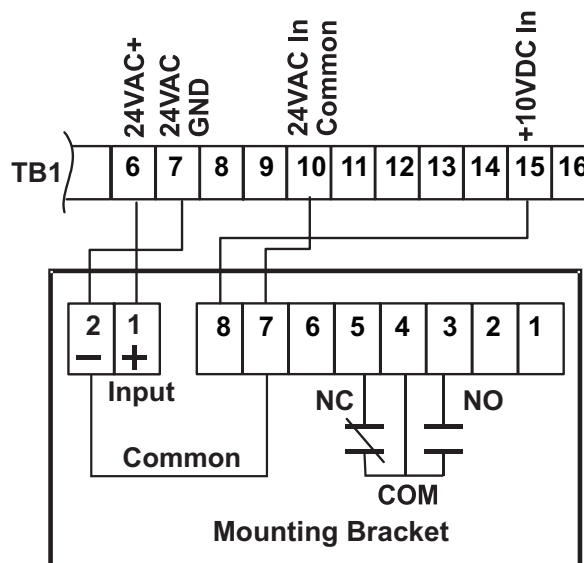 24VAC+
24VAC
GND
24VAC In
Common
+10VDC In
TB1 6 7 8 9 10 11 12 13 14 15 16
2 1 8 7 6 5 4 3 2 1
− +
Input
NC NO
Common
COM
Mounting Bracket